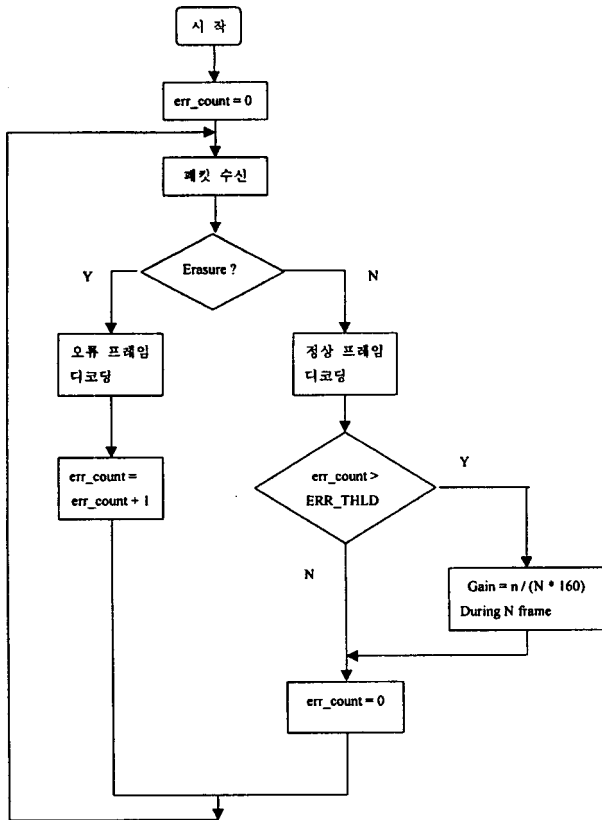 시 작
err_count = 0
패킷 수신
Erasure ?
Y
N
오류 프레임
디코딩
정상 프레임
디코딩
err_count =
err_count + 1
err_count >
ERR_THLD
Y
N
Gain = n / (N * 160)
During N frame
err_count = 0